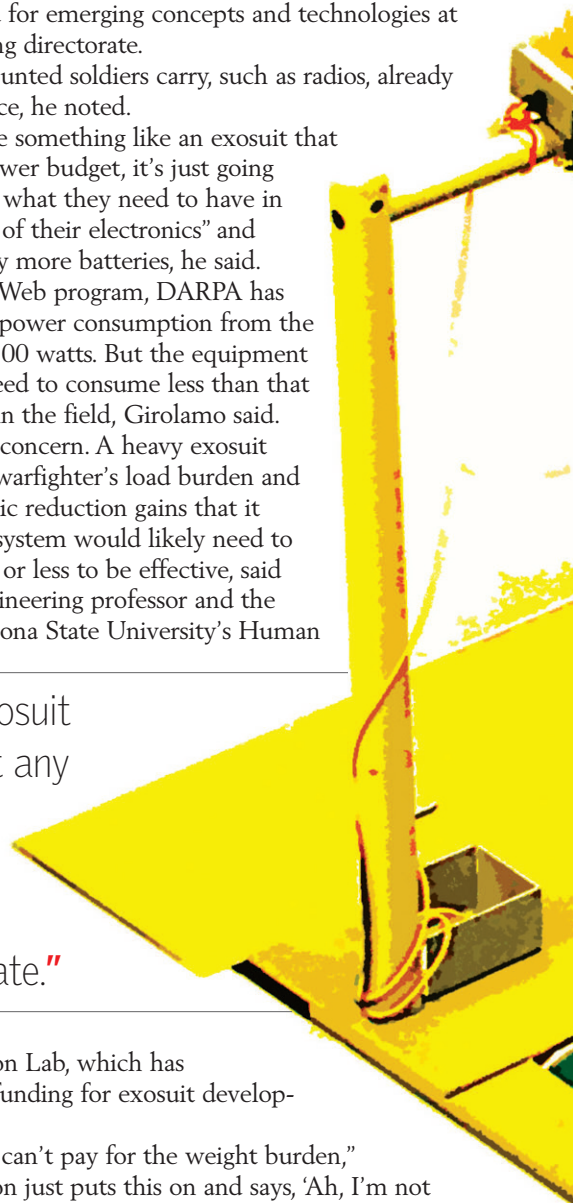 for emerging concepts and technologies at
ng directorate.
unted soldiers carry, such as radios, already
ce, he noted.
e something like an exosuit that
wer budget, it's just going
what they need to have in
of their electronics” and
y more batteries, he said.
Web program, DARPA has
power consumption from the
00 watts. But the equipment
eed to consume less than that
in the field, Girolamo said.
concern. A heavy exosuit
warfighter's load burden and
ic reduction gains that it
system would likely need to
or less to be effective, said
gineering professor and the
ona State University's Human
osuit
t any
ate.”
on Lab, which has
funding for exosuit develop-
can't pay for the weight burden,”
on just puts this on and says, ‘Ah, I'm not